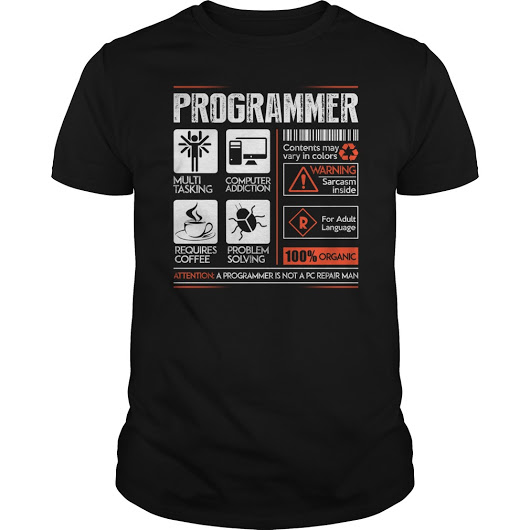 PROGRAMMER
MULTI
TASKING
COMPUTER
ADDICTION
REQUIRES
COFFEE
PROBLEM
SOLVING
Contents may
vary in colors
WARNING
Sarcasm
inside
R
For Adult
Language
100% ORGANIC
ATTENTION: A PROGRAMMER IS NOT A PC REPAIR MAN